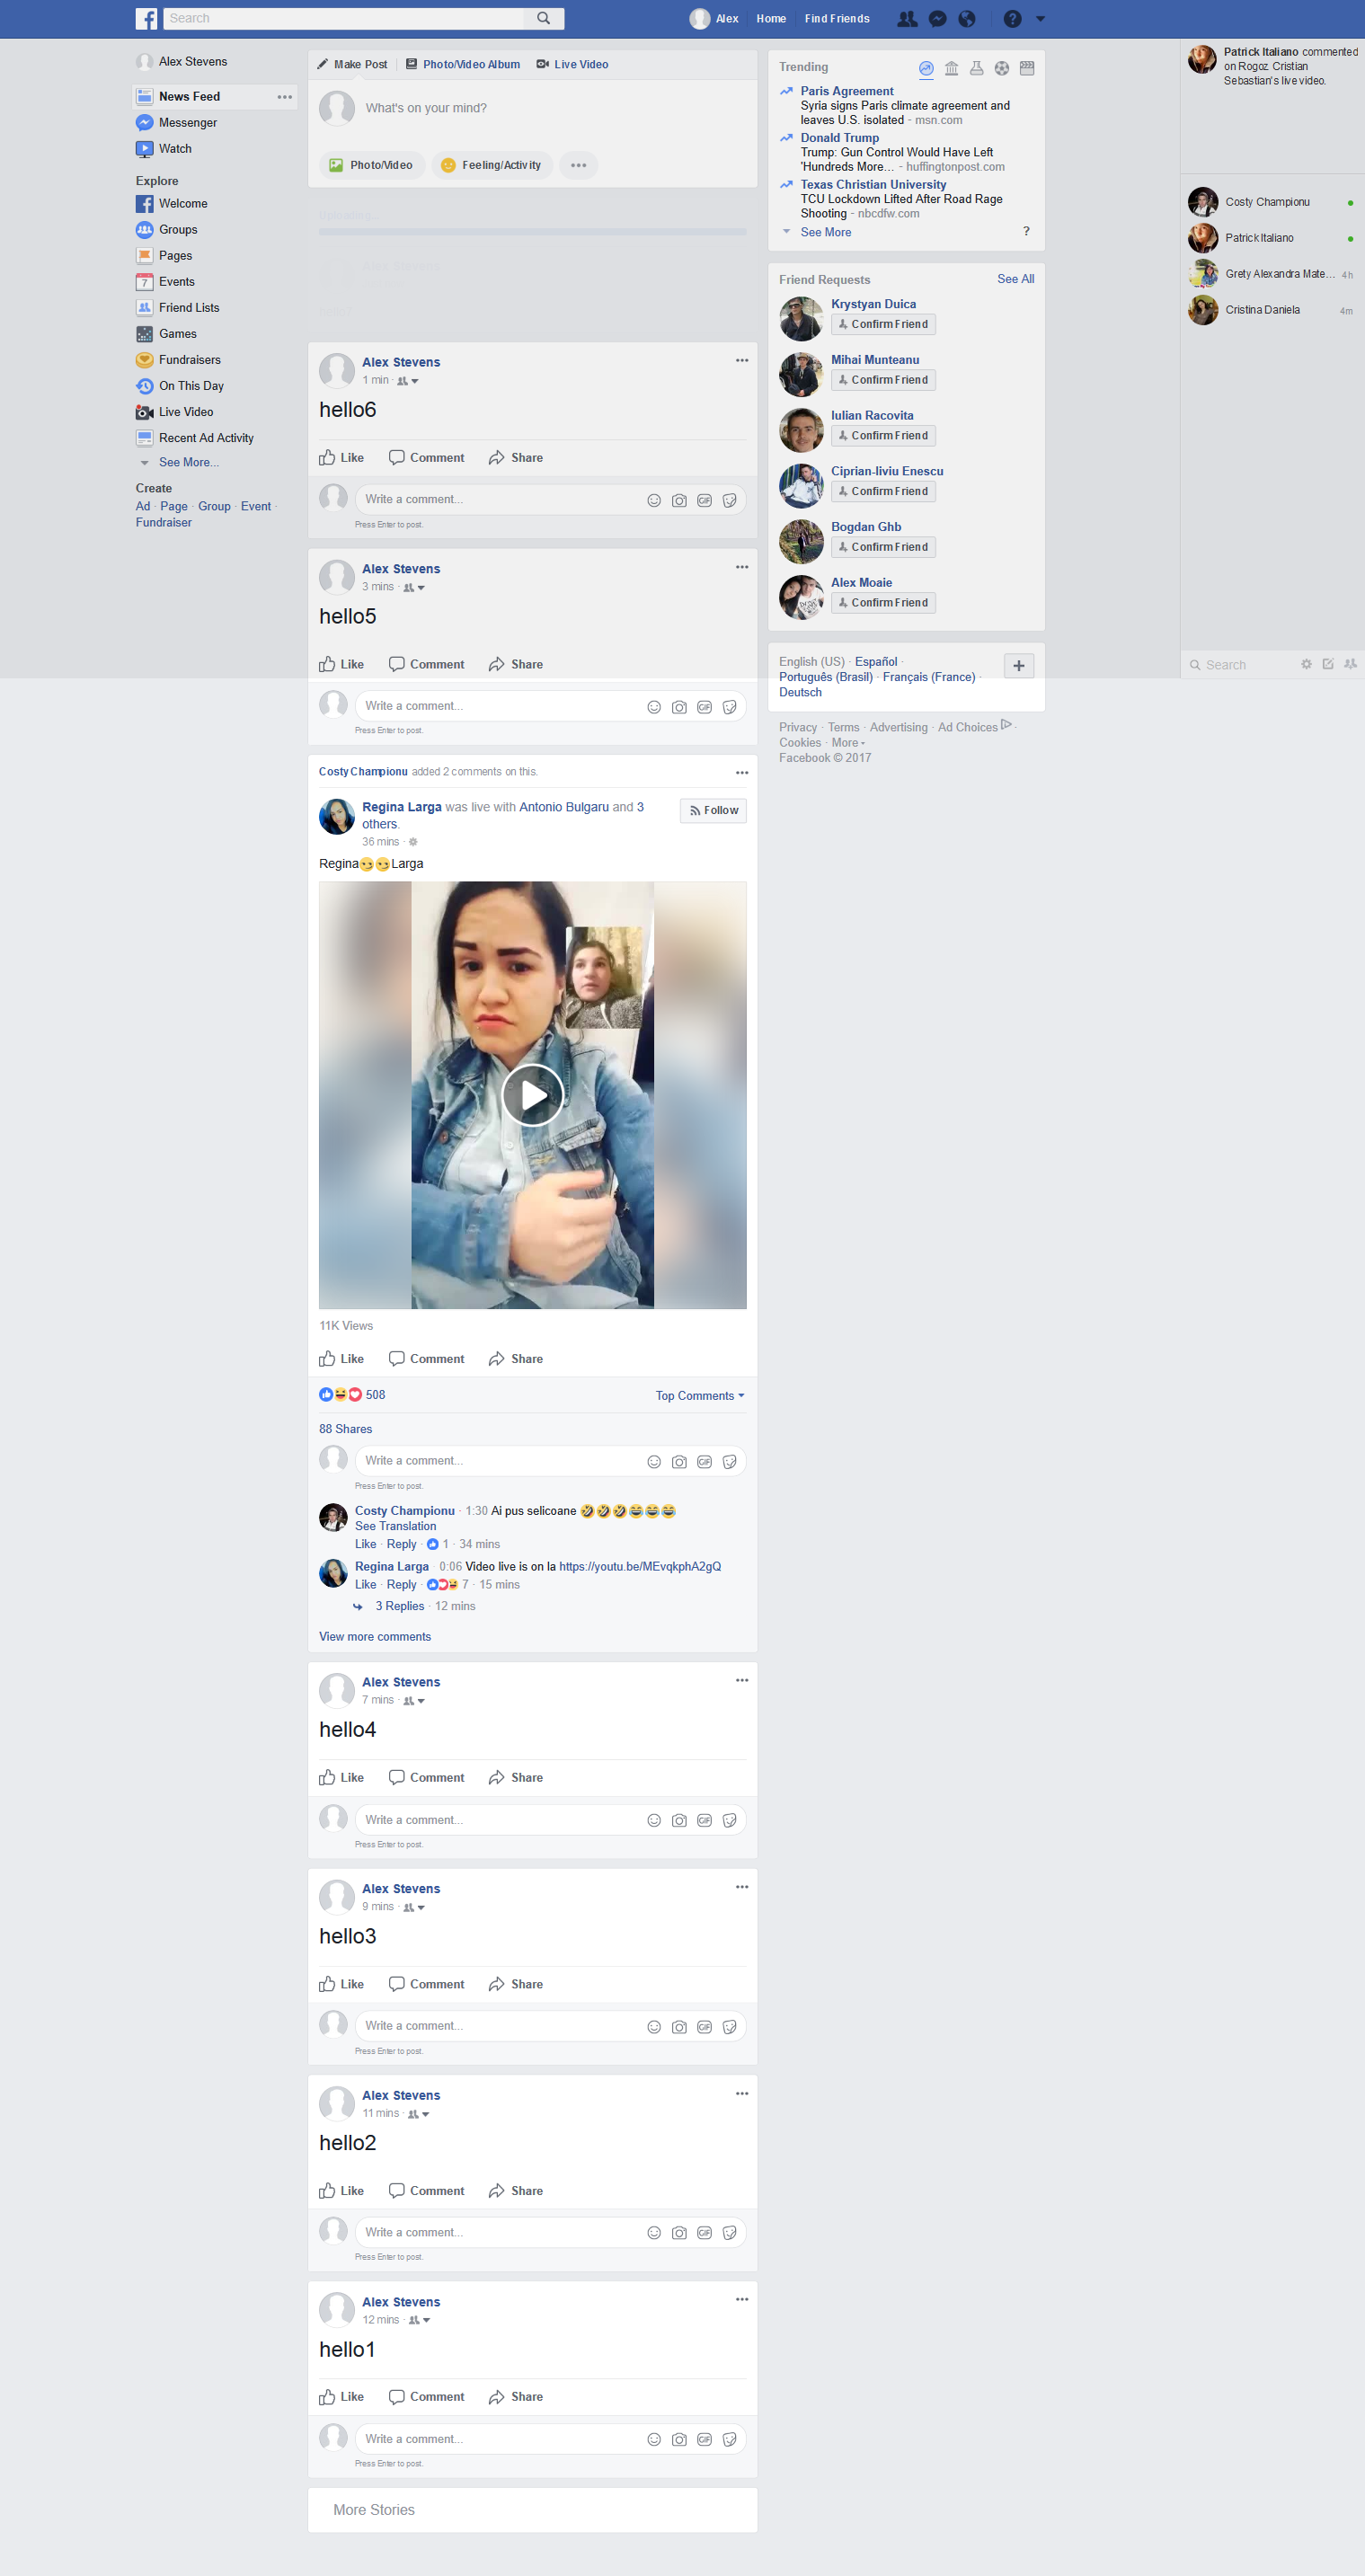 Search
Alex
Home
Find Friends
Alex Stevens
News Feed
Messenger
Watch
Explore
Welcome
Groups
Pages
7
Events
Friend Lists
Games
Fundraisers
On This Day
Live Video
Recent Ad Activity
See More...
Create
Ad · Page · Group · Event ·
Fundraiser
Make Post
Photo/Video Album
Live Video
What's on your mind?
Photo/Video
Feeling/Activity
Alex Stevens
1 min ·
hello6
Like Comment Share
Write a comment...
GIF
Press Enter to post.
Alex Stevens
3 mins ·
hello5
Like Comment Share
Write a comment...
GIF
Press Enter to post.
Costy Championu added 2 comments on this.
Regina Larga was live with Antonio Bulgaru and 3
others.
36 mins ·
Follow
Regina😏😏Larga
11K Views
Like Comment Share
508
Top Comments
88 Shares
Write a comment...
GIF
Press Enter to post.
Costy Championu · 1:30 Ai pus selicoane 🤣🤣🤣😂😂😂
See Translation
Like · Reply · 1 · 34 mins
Regina Larga · 0:06 Video live is on la https://youtu.be/MEvqkphA2gQ
Like · Reply · 7 · 15 mins
3 Replies · 12 mins
View more comments
Alex Stevens
7 mins ·
hello4
Like Comment Share
Write a comment...
GIF
Press Enter to post.
Alex Stevens
9 mins ·
hello3
Like Comment Share
Write a comment...
GIF
Press Enter to post.
Alex Stevens
11 mins ·
hello2
Like Comment Share
Write a comment...
GIF
Press Enter to post.
Alex Stevens
12 mins ·
hello1
Like Comment Share
Write a comment...
GIF
Press Enter to post.
More Stories
Trending
Paris Agreement
Syria signs Paris climate agreement and
leaves U.S. isolated - msn.com
Donald Trump
Trump: Gun Control Would Have Left
'Hundreds More... - huffingtonpost.com
Texas Christian University
TCU Lockdown Lifted After Road Rage
Shooting - nbcdfw.com
See More
?
Friend Requests
See All
Krystyan Duica
Confirm Friend
Mihai Munteanu
Confirm Friend
Iulian Racovita
Confirm Friend
Ciprian-liviu Enescu
Confirm Friend
Bogdan Ghb
Confirm Friend
Alex Moaie
Confirm Friend
English (US) · Español ·
Português (Brasil) · Français (France) ·
Deutsch
Privacy · Terms · Advertising · Ad Choices ·
Cookies · More
Facebook © 2017
Patrick Italiano commented
on Rogoz Cristian
Sebastian's live video.
Costy Championu
Patrick Italiano
Grety Alexandra Mate... 4h
Cristina Daniela 4m
Search